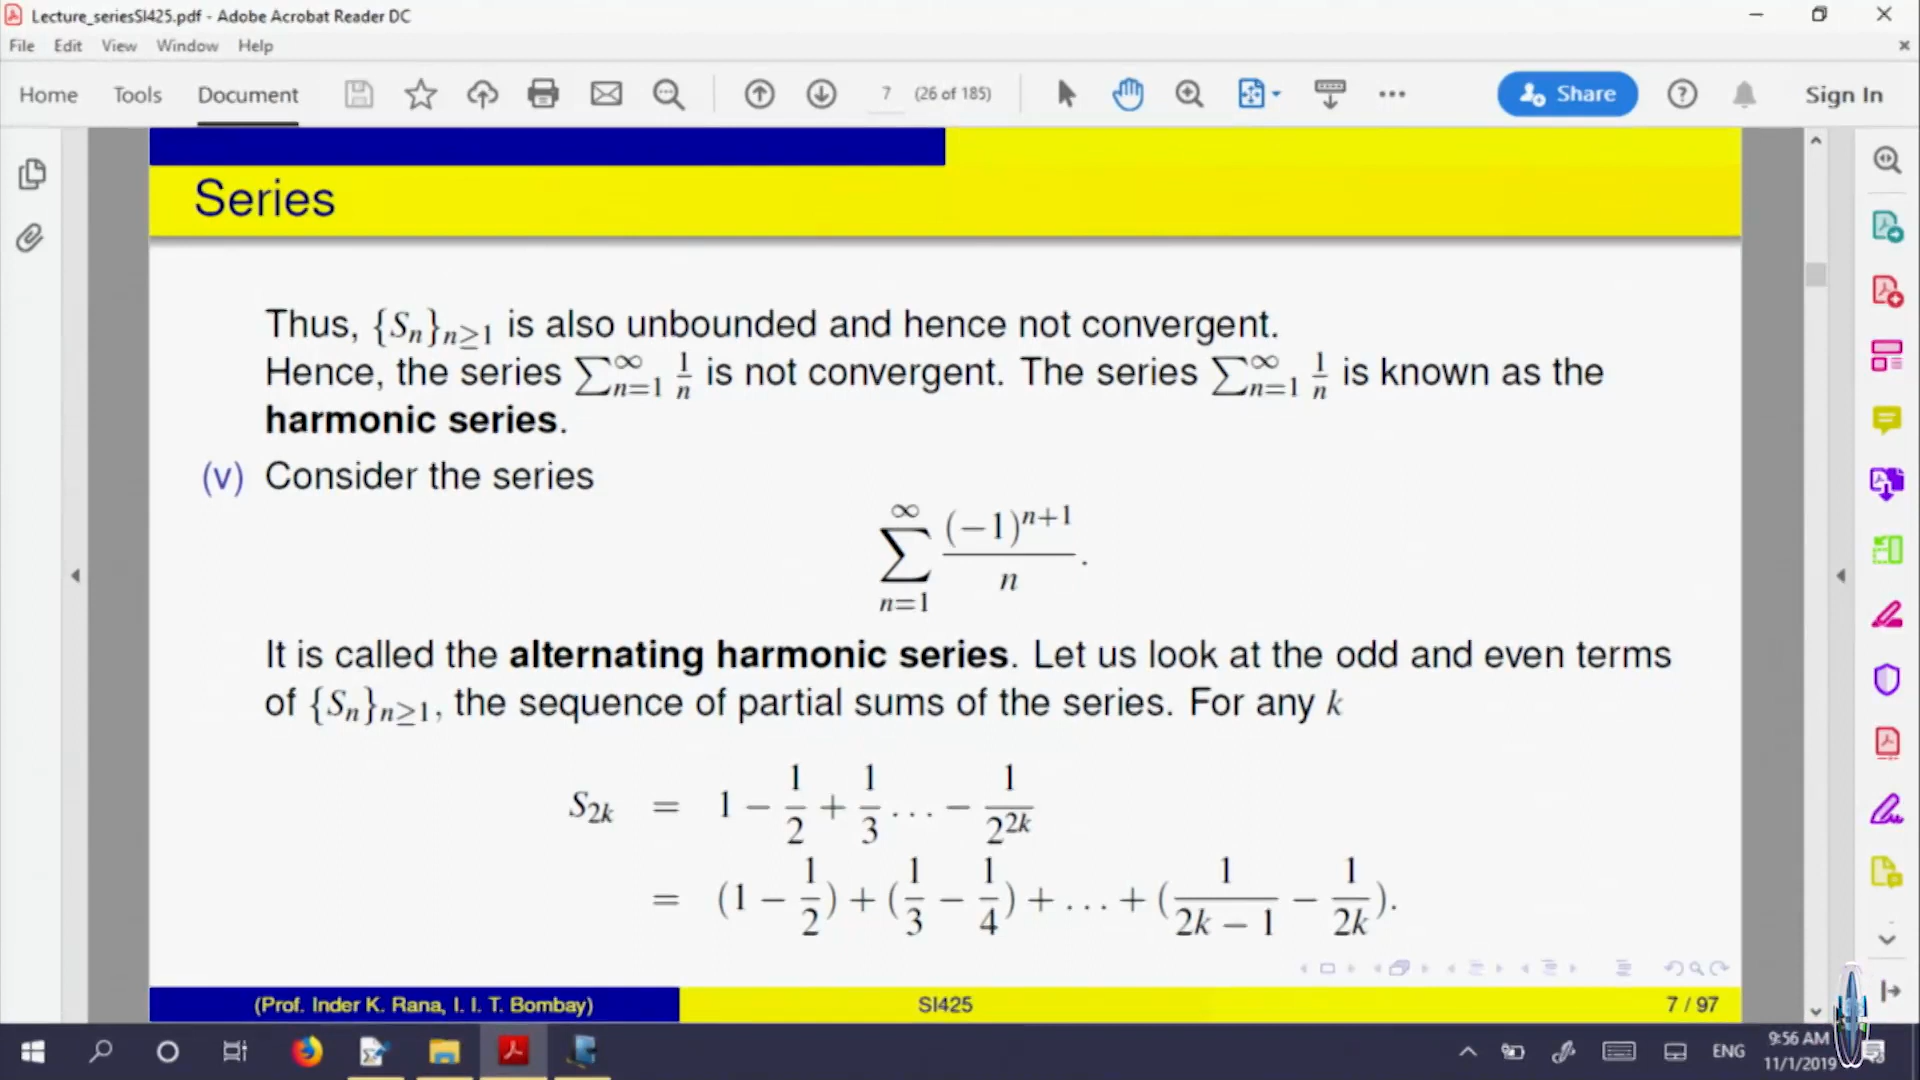 Lecture_seriesSI425.pdf - Adobe Acrobat Reader DC
File Edit View Window Help
Home Tools Document 7 (26 of 185) Share Sign In
Series
Thus, {Sₙ}ₙ≥₁ is also unbounded and hence not convergent.
Hence, the series ∑_{n=1}^{∞} 1/n is not convergent. The series ∑_{n=1}^{∞} 1/n is known as the
harmonic series.
(v) Consider the series
∑_{n=1}^{∞} (−1)^{n+1}/n.
It is called the alternating harmonic series. Let us look at the odd and even terms
of {Sₙ}ₙ≥₁, the sequence of partial sums of the series. For any k
S_{2k} = 1 − 1/2 + 1/3 … − 1/2^{2k}
= (1 − 1/2) + (1/3 − 1/4) + … + (1/(2k − 1) − 1/2k).
(Prof. Inder K. Rana, I. I. T. Bombay) SI425 7 / 97
ENG 9:56 AM
11/1/2019